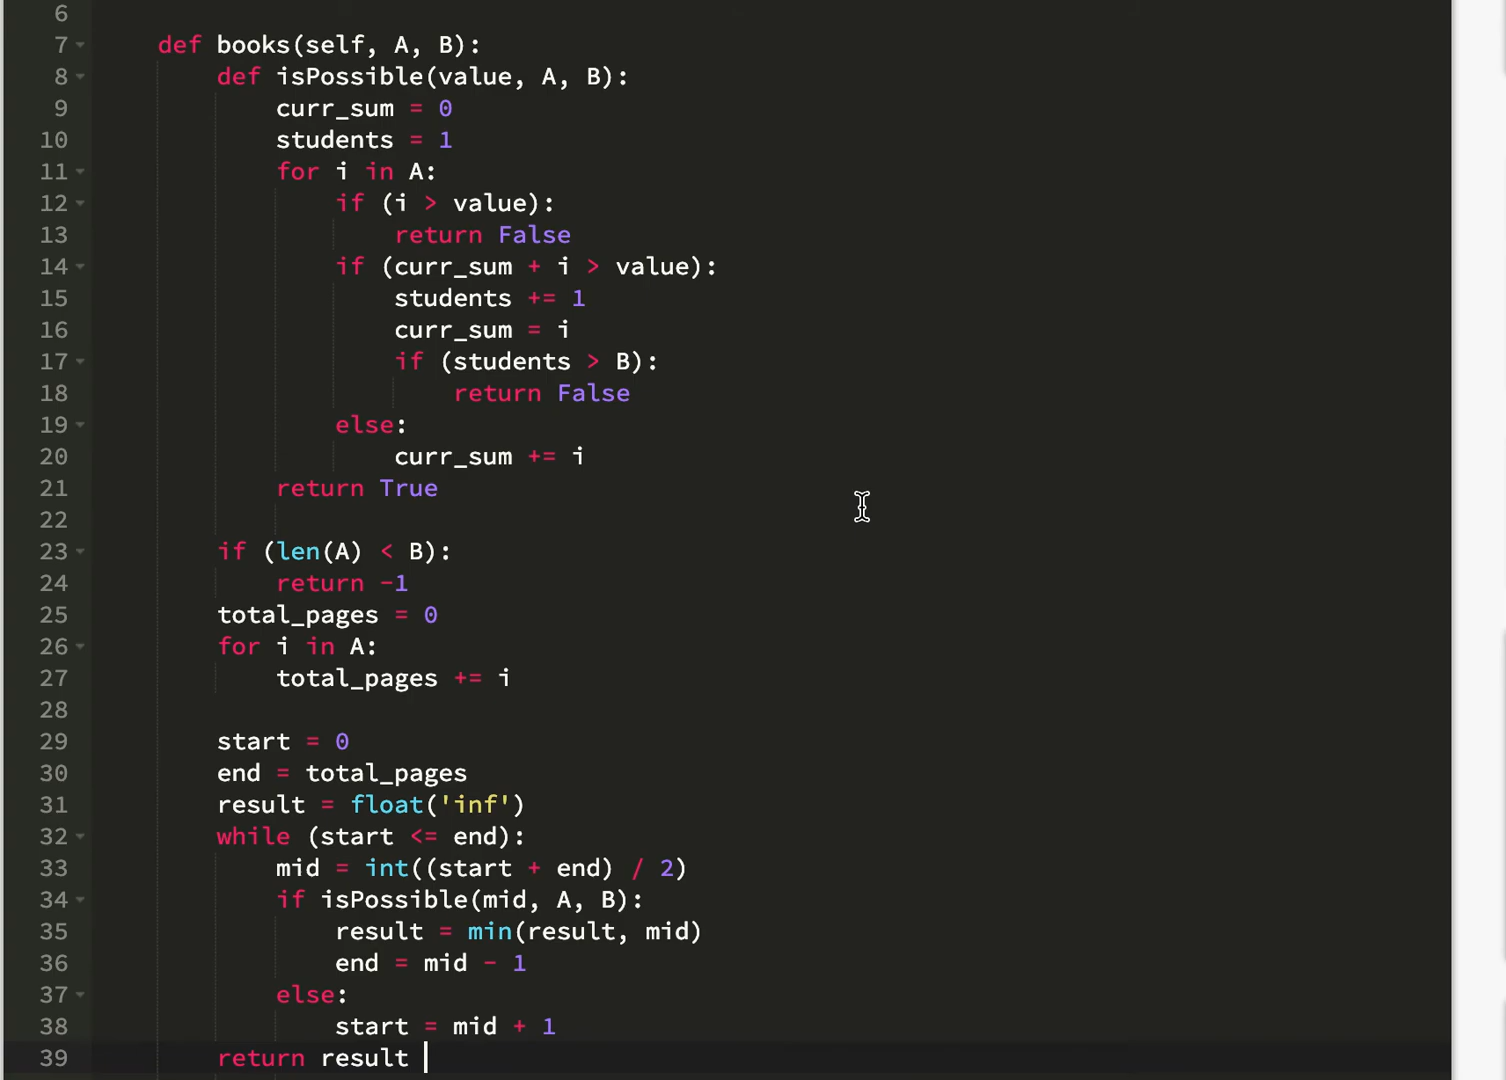 6
7 def books(self, A, B):
8 def isPossible(value, A, B):
9 curr_sum = 0
10 students = 1
11 for i in A:
12 if (i > value):
13 return False
14 if (curr_sum + i > value):
15 students += 1
16 curr_sum = i
17 if (students > B):
18 return False
19 else:
20 curr_sum += i
21 return True
22
23 if (len(A) < B):
24 return -1
25 total_pages = 0
26 for i in A:
27 total_pages += i
28
29 start = 0
30 end = total_pages
31 result = float('inf')
32 while (start <= end):
33 mid = int((start + end) / 2)
34 if isPossible(mid, A, B):
35 result = min(result, mid)
36 end = mid - 1
37 else:
38 start = mid + 1
39 return result